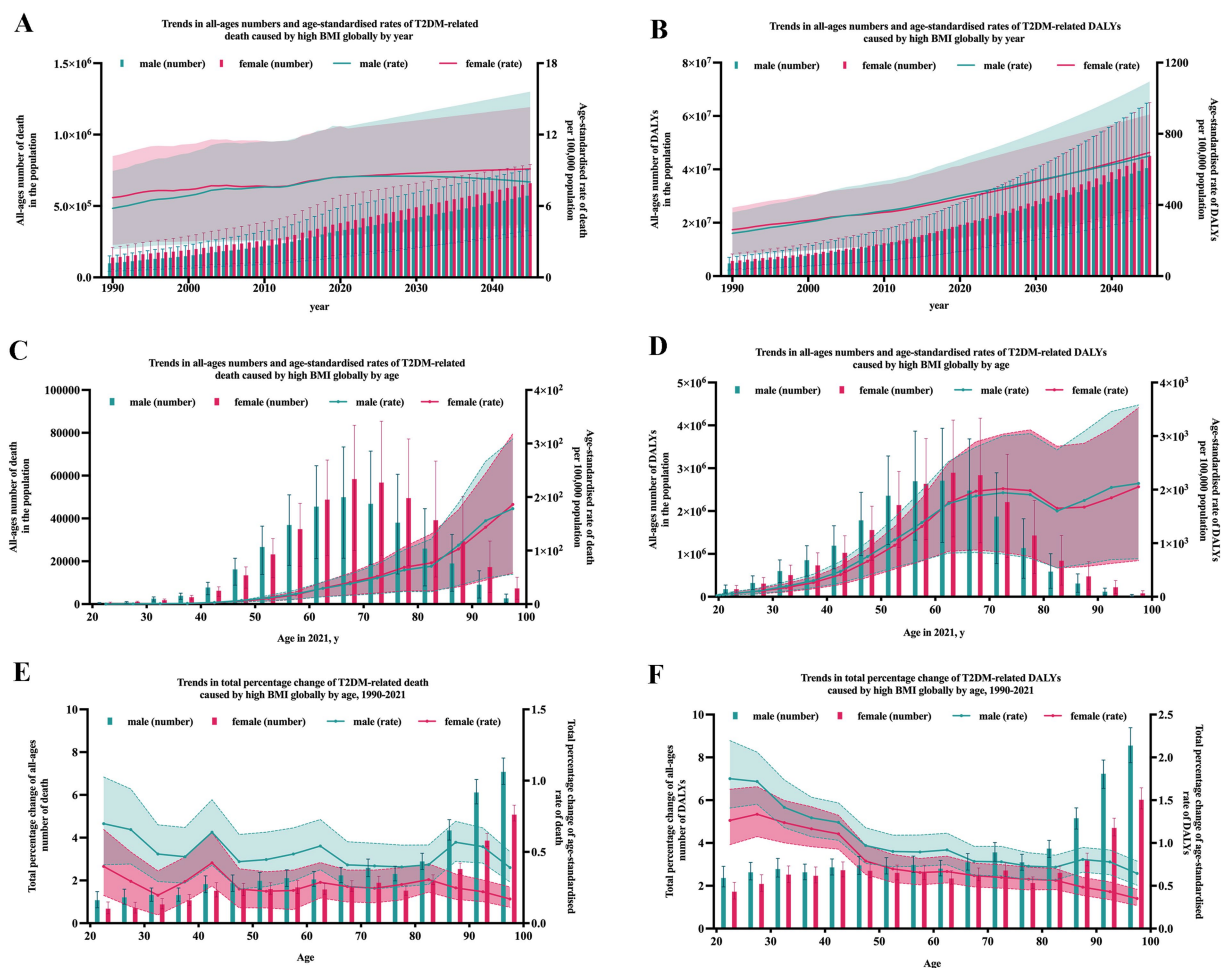 A
Trends in all-ages numbers and age-standardised rates of T2DM-related
death caused by high BMI globally by year
male (number) female (number) male (rate) female (rate)
All-ages number of death
in the population
1.5×10⁶
1.0×10⁶
5.0×10⁵
0.0
18
12
6
0
Age-standardised rate of death
per 100,000 population
1990 2000 2010 2020 2030 2040
year
B
Trends in all-ages numbers and age-standardised rates of T2DM-related DALYs
caused by high BMI globally by year
male (number) female (number) male (rate) female (rate)
All-ages number of DALYs
in the population
8×10⁷
6×10⁷
4×10⁷
2×10⁷
0
1200
800
400
0
Age-standardised rate of DALYs
per 100,000 population
1990 2000 2010 2020 2030 2040
year
C
Trends in all-ages numbers and age-standardised rates of T2DM-related
death caused by high BMI globally by age
male (number) female (number) male (rate) female (rate)
All-ages number of death
in the population
100000
80000
60000
40000
20000
0
4×10²
3×10²
2×10²
1×10²
0
Age-standardised rate of death
per 100,000 population
20 30 40 50 60 70 80 90 100
Age in 2021, y
D
Trends in all-ages numbers and age-standardised rates of T2DM-related DALYs
caused by high BMI globally by age
male (number) female (number) male (rate) female (rate)
All-ages number of DALYs
in the population
5×10⁶
4×10⁶
3×10⁶
2×10⁶
1×10⁶
0
4×10³
3×10³
2×10³
1×10³
0
Age-standardised rate of DALYs
per 100,000 population
20 30 40 50 60 70 80 90 100
Age in 2021, y
E
Trends in total percentage change of T2DM-related death
caused by high BMI globally by age, 1990-2021
male (number) female (number) male (rate) female (rate)
Total percentage change of all-ages
number of death
10
8
6
4
2
0
1.5
1.0
0.5
0.0
Total percentage change of age-standardised
rate of death
20 30 40 50 60 70 80 90 100
Age
F
Trends in total percentage change of T2DM-related DALYs
caused by high BMI globally by age, 1990-2021
male (number) female (number) male (rate) female (rate)
Total percentage change of all-ages
number of DALYs
10
8
6
4
2
0
2.5
2.0
1.5
1.0
0.5
0.0
Total percentage change of age-standardised
rate of DALYs
20 30 40 50 60 70 80 90 100
Age